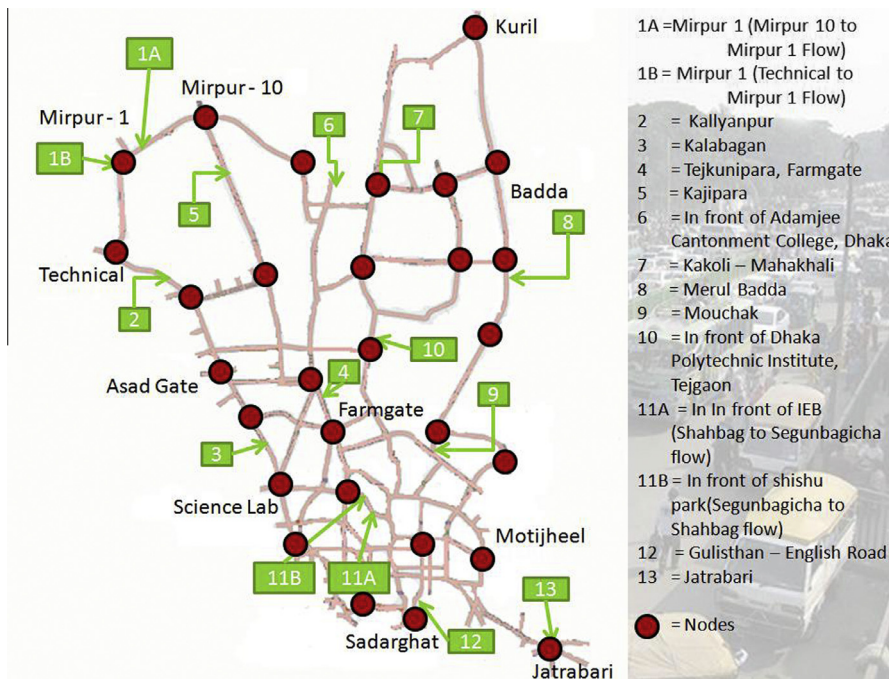 Kuril
1A
Mirpur - 10
Mirpur - 1
6
7
1B
Badda
5
8
Technical
2
10
Asad Gate
4
9
Farmgate
3
Science Lab
Motijheel
11B
11A
13
12
Sadarghat
Jatrabari
1A =Mirpur 1 (Mirpur 10 to
Mirpur 1 Flow)
1B = Mirpur 1 (Technical to
Mirpur 1 Flow)
2 = Kallyanpur
3 = Kalabagan
4 = Tejkunipara, Farmgate
5 = Kajipara
6 = In front of Adamjee
Cantonment College, Dhaka
7 = Kakoli – Mahakhali
8 = Merul Badda
9 = Mouchak
10 = In front of Dhaka
Polytechnic Institute,
Tejgaon
11A = In In front of IEB
(Shahbag to Segunbagicha
flow)
11B = In front of shishu
park(Segunbagicha to
Shahbag flow)
12 = Gulisthan – English Road
13 = Jatrabari
= Nodes